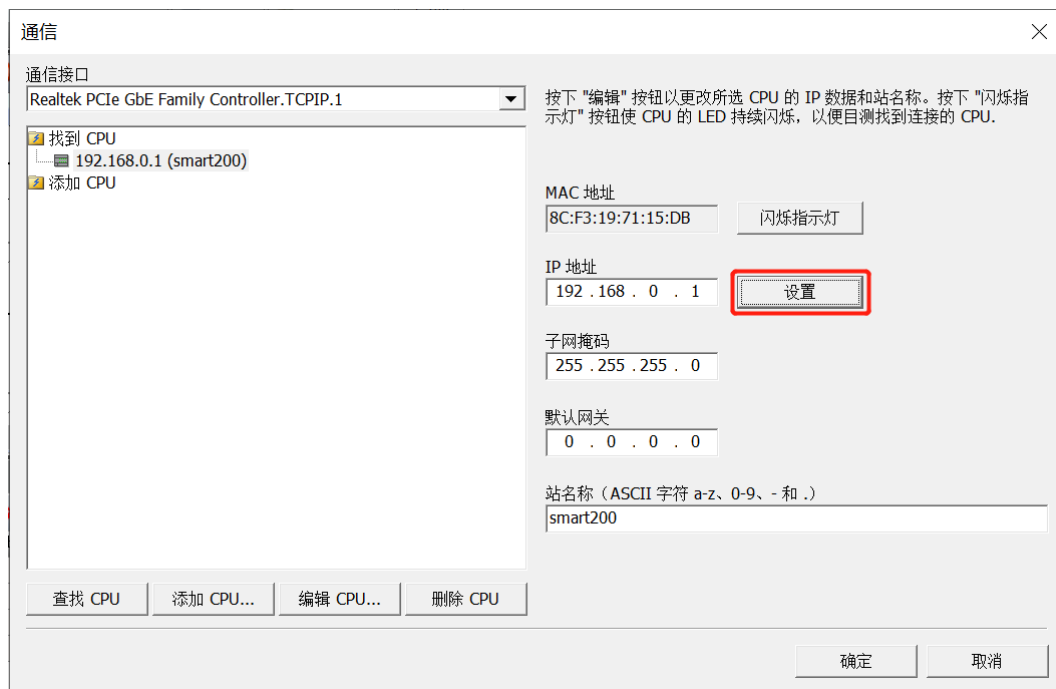 通信
通信接口
Realtek PCIe GbE Family Controller.TCPIP.1
找到 CPU
192.168.0.1 (smart200)
添加 CPU
按下 "编辑" 按钮以更改所选 CPU 的 IP 数据和站名称。按下 "闪烁指
示灯" 按钮使 CPU 的 LED 持续闪烁，以便目测找到连接的 CPU.
MAC 地址
8C:F3:19:71:15:DB
闪烁指示灯
IP 地址
192 . 168 . 0 . 1
设置
子网掩码
255 . 255 . 255 . 0
默认网关
0 . 0 . 0 . 0
站名称（ASCII 字符 a-z、0-9、- 和 .）
smart200
查找 CPU
添加 CPU...
编辑 CPU...
删除 CPU
确定
取消